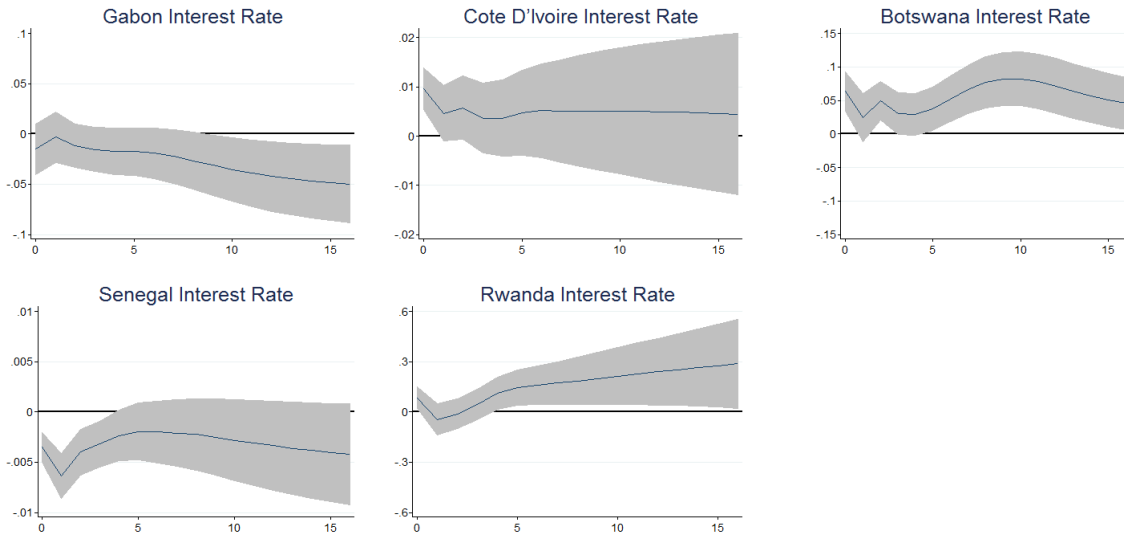 Gabon Interest Rate
.1
.05
0
-.05
-.1
0 5 10 15
Cote D'Ivoire Interest Rate
.02
.01
0
-.01
-.02
0 5 10 15
Botswana Interest Rate
.15
.1
.05
0
-.05
-.1
-.15
0 5 10 15
Senegal Interest Rate
.01
.005
0
-.005
-.01
0 5 10 15
Rwanda Interest Rate
.6
.3
0
-.3
-.6
0 5 10 15